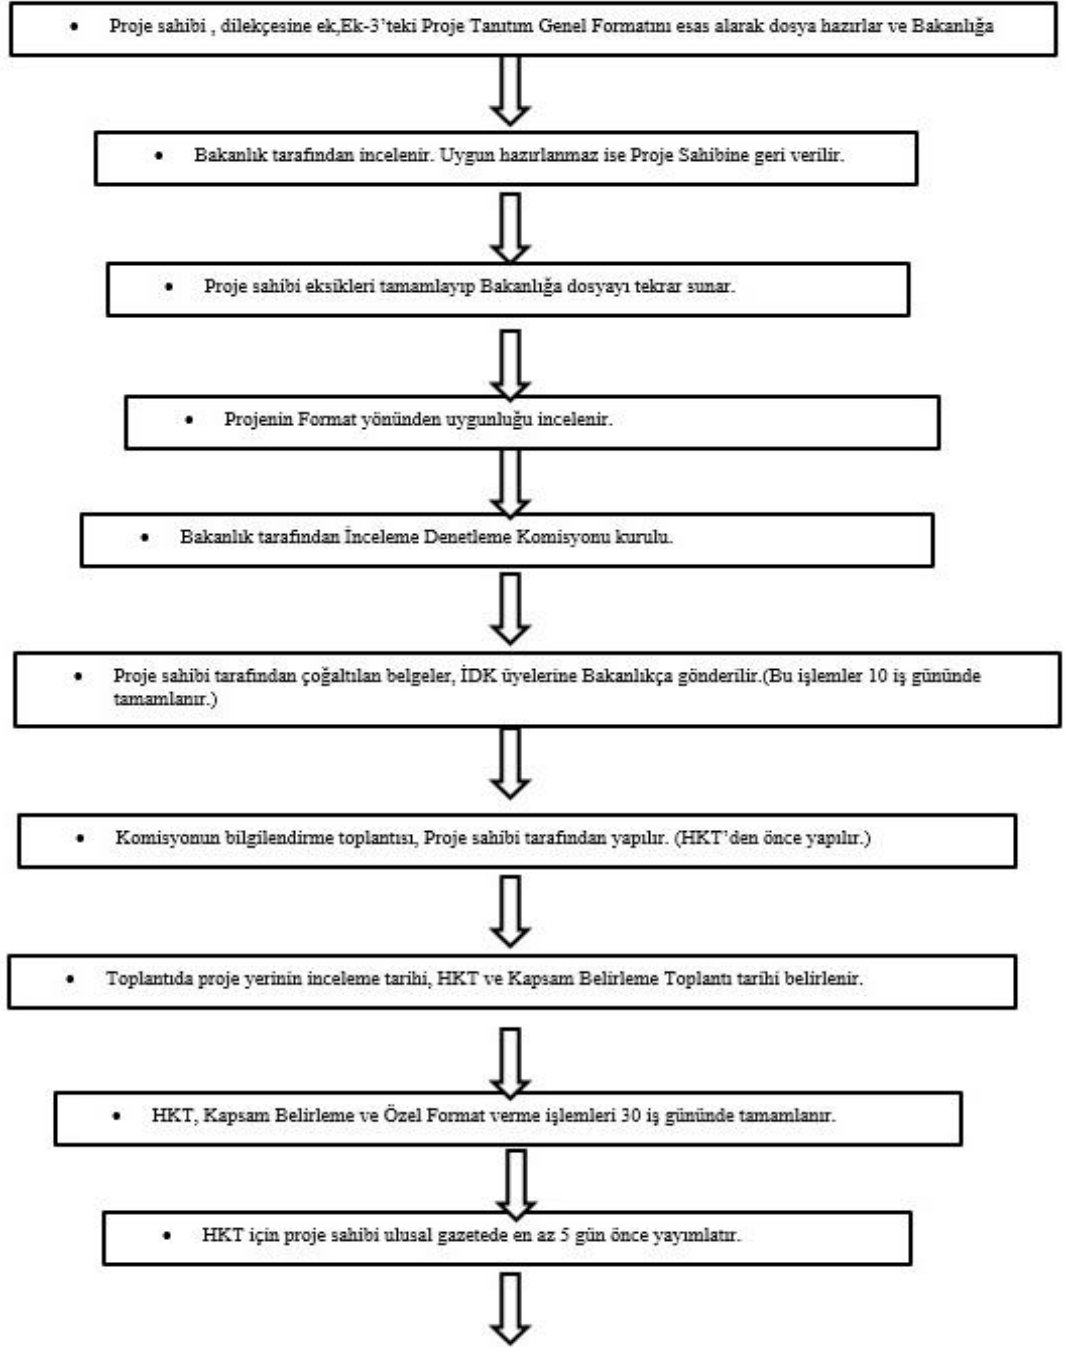 • Proje sahibi , dilekçesine ek,Ek-3’teki Proje Tanıtım Genel Formatını esas alarak dosya hazırlar ve Bakanlığa
• Bakanlık tarafından incelenir. Uygun hazırlanmaz ise Proje Sahibine geri verilir.
• Proje sahibi eksikleri tamamlayıp Bakanlığa dosyayı tekrar sunar.
• Projenin Format yönünden uygunluğu incelenir.
• Bakanlık tarafından İnceleme Denetleme Komisyonu kurulu.
• Proje sahibi tarafından çoğaltılan belgeler, İDK üyelerine Bakanlıkça gönderilir.(Bu işlemler 10 iş gününde
tamamlanır.)
• Komisyonun bilgilendirme toplantısı, Proje sahibi tarafından yapılır. (HKT’den önce yapılır.)
• Toplantıda proje yerinin inceleme tarihi, HKT ve Kapsam Belirleme Toplantı tarihi belirlenir.
• HKT, Kapsam Belirleme ve Özel Format verme işlemleri 30 iş gününde tamamlanır.
• HKT için proje sahibi ulusal gazetede en az 5 gün önce yayımlatır.